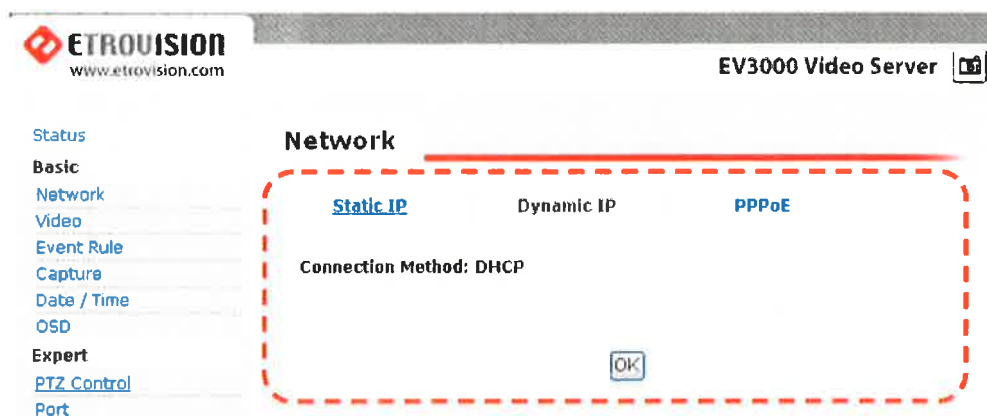 ETROVISION
www.etrovision.com
EV3000 Video Server
Status
Basic
Network
Video
Event Rule
Capture
Date / Time
OSD
Expert
PTZ Control
Port
Network
Static IP Dynamic IP PPPoE
Connection Method: DHCP
OK